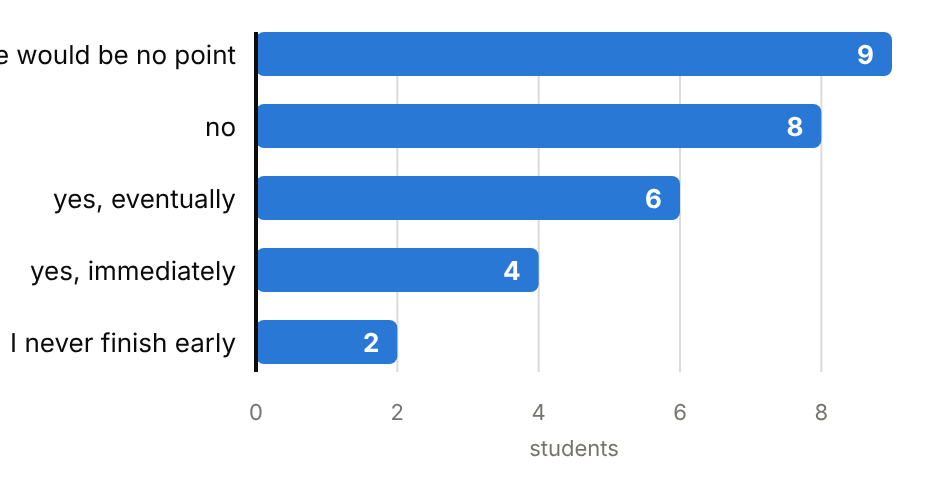 would be no point 9
no 8
yes, eventually 6
yes, immediately 4
I never finish early 2
0 2 4 6 8
students